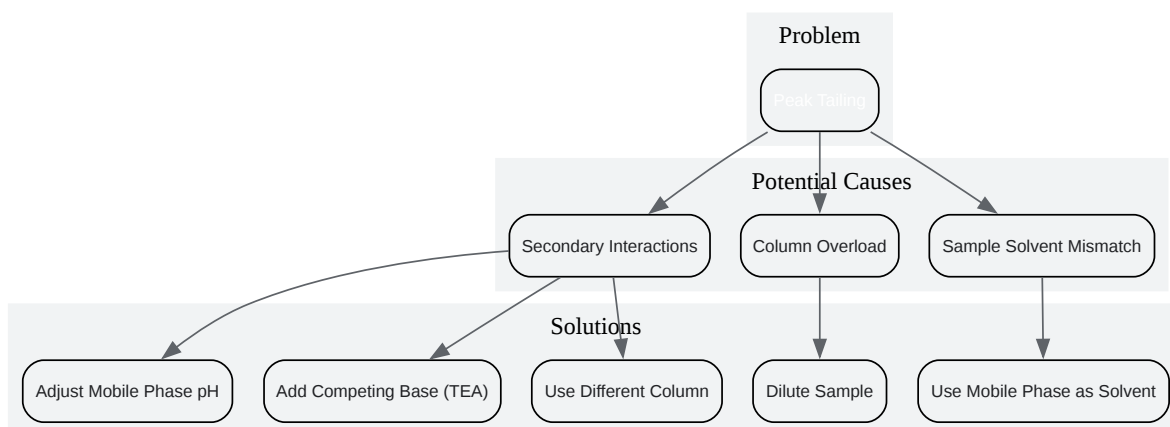 Problem
Peak Tailing
Potential Causes
Secondary Interactions
Column Overload
Sample Solvent Mismatch
Solutions
Adjust Mobile Phase pH
Add Competing Base (TEA)
Use Different Column
Dilute Sample
Use Mobile Phase as Solvent